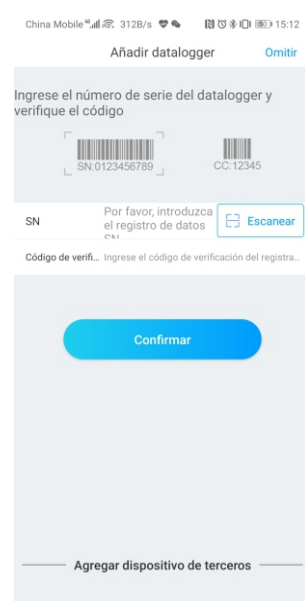 China Mobile 4G 312B/s 15:12
Añadir datalogger Omitir
Ingrese el número de serie del datalogger y
verifique el código
SN:0123456789 CC:12345
SN Por favor, introduzca
el registro de datos
SN
Escanear
Código de verifi... Ingrese el código de verificación del registra...
Confirmar
Agregar dispositivo de terceros